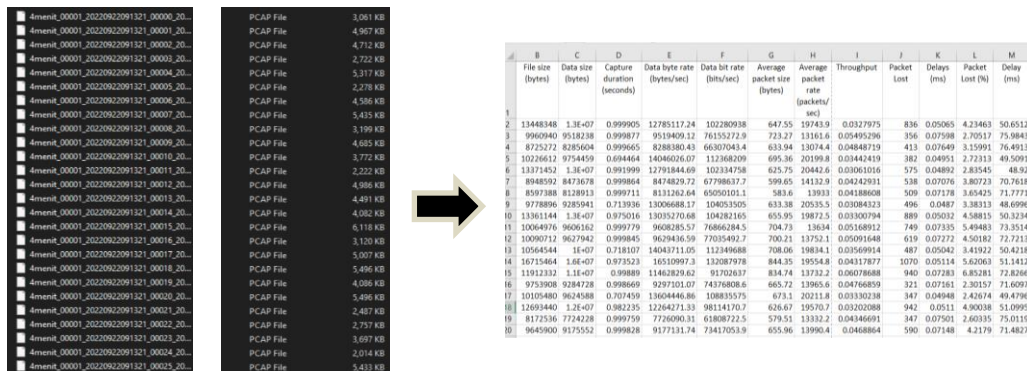 4menit_00001_20220922091321_00000_20... PCAP File 3,061 KB
4menit_00001_20220922091321_00001_20... PCAP File 4,967 KB
4menit_00001_20220922091321_00002_20... PCAP File 4,712 KB
4menit_00001_20220922091321_00003_20... PCAP File 2,722 KB
4menit_00001_20220922091321_00004_20... PCAP File 5,317 KB
4menit_00001_20220922091321_00005_20... PCAP File 2,278 KB
4menit_00001_20220922091321_00006_20... PCAP File 4,586 KB
4menit_00001_20220922091321_00007_20... PCAP File 5,435 KB
4menit_00001_20220922091321_00008_20... PCAP File 3,199 KB
4menit_00001_20220922091321_00009_20... PCAP File 4,685 KB
4menit_00001_20220922091321_00010_20... PCAP File 3,772 KB
4menit_00001_20220922091321_00011_20... PCAP File 2,222 KB
4menit_00001_20220922091321_00012_20... PCAP File 4,986 KB
4menit_00001_20220922091321_00013_20... PCAP File 4,491 KB
4menit_00001_20220922091321_00014_20... PCAP File 4,082 KB
4menit_00001_20220922091321_00015_20... PCAP File 6,118 KB
4menit_00001_20220922091321_00016_20... PCAP File 3,120 KB
4menit_00001_20220922091321_00017_20... PCAP File 5,007 KB
4menit_00001_20220922091321_00018_20... PCAP File 5,496 KB
4menit_00001_20220922091321_00019_20... PCAP File 4,086 KB
4menit_00001_20220922091321_00020_20... PCAP File 5,496 KB
4menit_00001_20220922091321_00021_20... PCAP File 2,487 KB
4menit_00001_20220922091321_00022_20... PCAP File 2,757 KB
4menit_00001_20220922091321_00023_20... PCAP File 3,697 KB
4menit_00001_20220922091321_00024_20... PCAP File 2,014 KB
4menit_00001_20220922091321_00025_20... PCAP File 5,433 KB
B C D E F G H I J K L M
File size Data size Capture Data byte rate Data bit rate Average Average Throughput Packet Delays Packet Delay
(bytes) (bytes) duration (bytes/sec) (bits/sec) packet size packet Lost (ms) Lost (%) (ms)
(seconds) (bytes) rate
(packets/
1 sec)
2 13448348 1.3E+07 0.999905 12785117.24 102280938 647.55 19743.9 0.0327975 836 0.05065 4.23463 50.6512
3 9960940 9518238 0.999877 9519409.12 76155272.9 723.27 13161.6 0.05495296 356 0.07598 2.70517 75.9843
4 8725272 8285604 0.999665 8288380.43 66307043.4 633.94 13074.4 0.04848719 413 0.07649 3.15991 76.4913
5 10226612 9754459 0.694464 14046026.07 112368209 695.36 20199.8 0.03442419 382 0.04951 2.72313 49.5091
6 13371452 1.3E+07 0.991999 12791844.69 102334758 625.75 20442.6 0.03061016 575 0.04892 2.83545 48.92
7 8948592 8473678 0.999864 8474829.72 67798637.7 599.65 14132.9 0.04242931 538 0.07076 3.80723 70.7618
8 8597388 8128913 0.999711 8131262.64 65050101.1 583.6 13933 0.04188608 509 0.07178 3.65425 71.7771
9 9778896 9285941 0.713936 13006688.17 104053505 633.38 20535.5 0.03084323 496 0.0487 3.38313 48.6996
10 13361144 1.3E+07 0.975016 13035270.68 104282165 655.95 19872.5 0.03300794 889 0.05032 4.58815 50.3234
11 10064976 9606162 0.999779 9608285.57 76866284.5 704.73 13634 0.05168912 749 0.07335 5.49483 73.3514
12 10090712 9627942 0.999845 9629436.59 77035492.7 700.21 13752.1 0.05091648 619 0.07272 4.50182 72.7213
13 10564544 1E+07 0.718107 14043711.05 112349688 708.06 19834.1 0.03569914 487 0.05042 3.41922 50.4218
14 16715464 1.6E+07 0.973523 16510997.3 132087978 844.35 19554.8 0.04317877 1070 0.05114 5.62063 51.1412
15 11912332 1.1E+07 0.99889 11462829.62 91702637 834.74 13732.2 0.06078688 940 0.07283 6.85281 72.8266
16 9753908 9284728 0.998669 9297101.07 74376808.6 665.72 13965.6 0.04766859 321 0.07161 2.30157 71.6097
17 10105480 9624588 0.707459 13604446.86 108835575 673.1 20211.8 0.03330238 347 0.04948 2.42674 49.4796
18 12693440 1.2E+07 0.982235 12264271.33 98114170.7 626.67 19570.7 0.03202088 942 0.0511 4.90038 51.0995
19 8172536 7724228 0.999759 7726090.31 61808722.5 579.51 13332.2 0.04346691 347 0.07501 2.60335 75.0119
20 9645900 9175552 0.999828 9177131.74 73417053.9 655.96 13990.4 0.0468864 590 0.07148 4.2179 71.4827